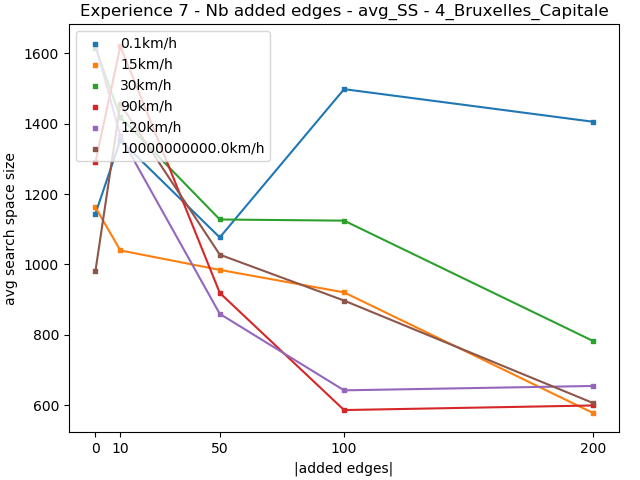 Experience 7 - Nb added edges - avg_SS - 4_Bruxelles_Capitale
0.1km/h
15km/h
30km/h
90km/h
120km/h
10000000000.0km/h
avg search space size
1600
1400
1200
1000
800
600
0 10 50 100 200
|added edges|